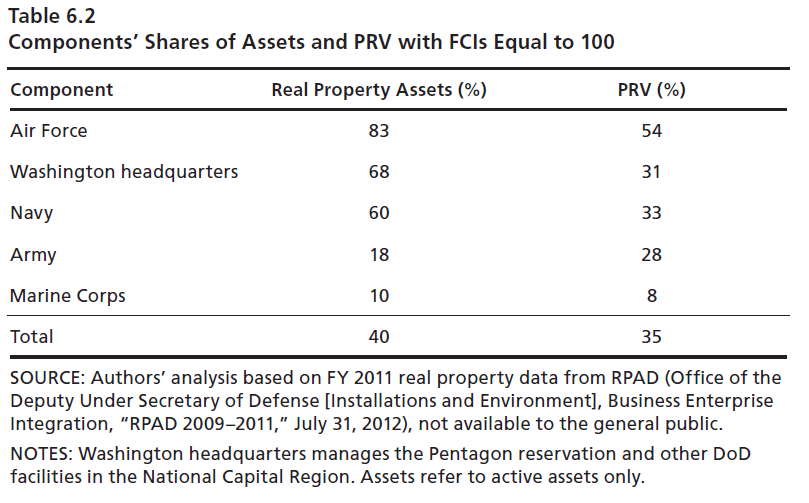 Table 6.2
Components’ Shares of Assets and PRV with FCIs Equal to 100
Component Real Property Assets (%) PRV (%)
Air Force 83 54
Washington headquarters 68 31
Navy 60 33
Army 18 28
Marine Corps 10 8
Total 40 35
SOURCE: Authors’ analysis based on FY 2011 real property data from RPAD (Office of the
Deputy Under Secretary of Defense [Installations and Environment], Business Enterprise
Integration, “RPAD 2009–2011,” July 31, 2012), not available to the general public.
NOTES: Washington headquarters manages the Pentagon reservation and other DoD
facilities in the National Capital Region. Assets refer to active assets only.